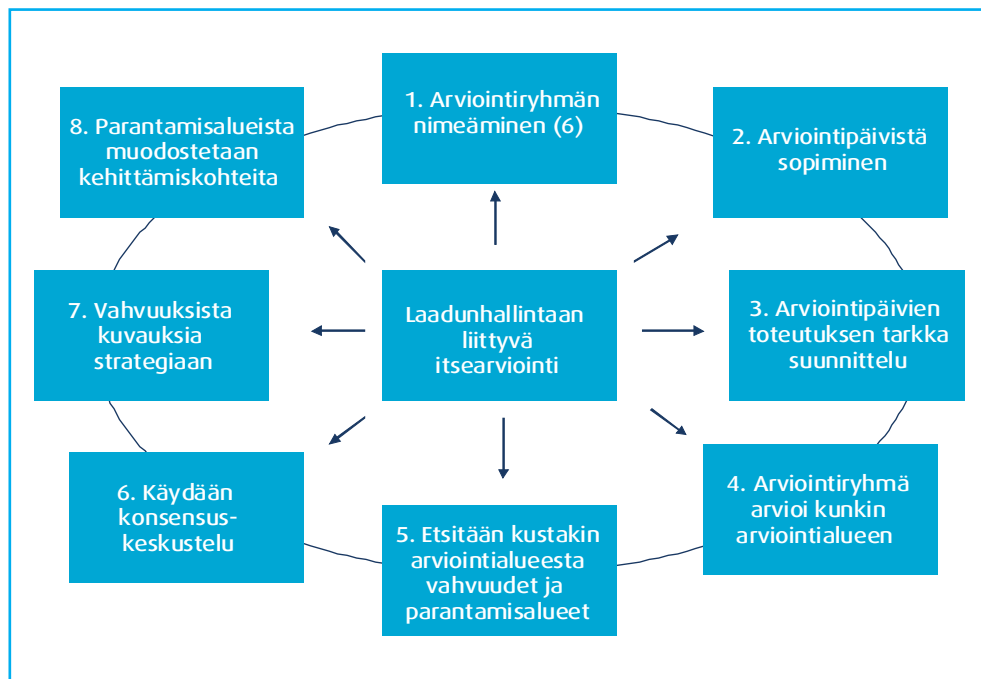 1. Arviointiryhmän
nimeäminen (6)
2. Arviointipäivistä
sopiminen
3. Arviointipäivien
toteutuksen tarkka
suunnittelu
4. Arviointiryhmä
arvioi kunkin
arviointialueen
5. Etsitään kustakin
arviointialueesta
vahvuudet ja
parantamisalueet
6. Käydään
konsensus-
keskustelu
7. Vahvuuksista
kuvauksia
strategiaan
8. Parantamisalueista
muodostetaan
kehittämiskohteita
Laadunhallintaan
liittyvä
itsearviointi